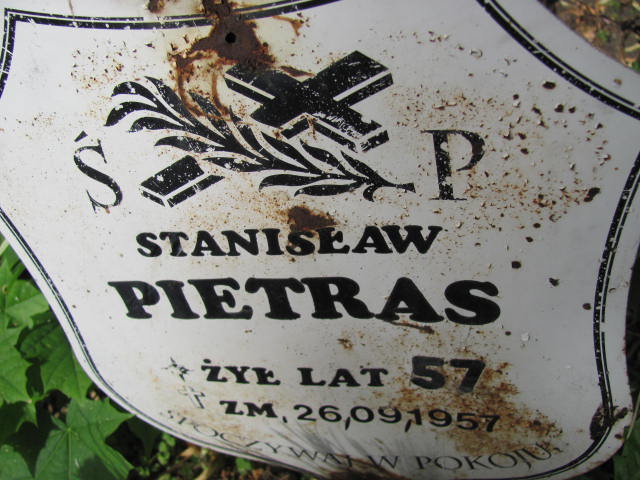 Ś P
STANISŁAW
PIETRAS
ŻYŁ LAT 57
ZM, 26,09,1957
SPOCZYWAJ W POKOJU